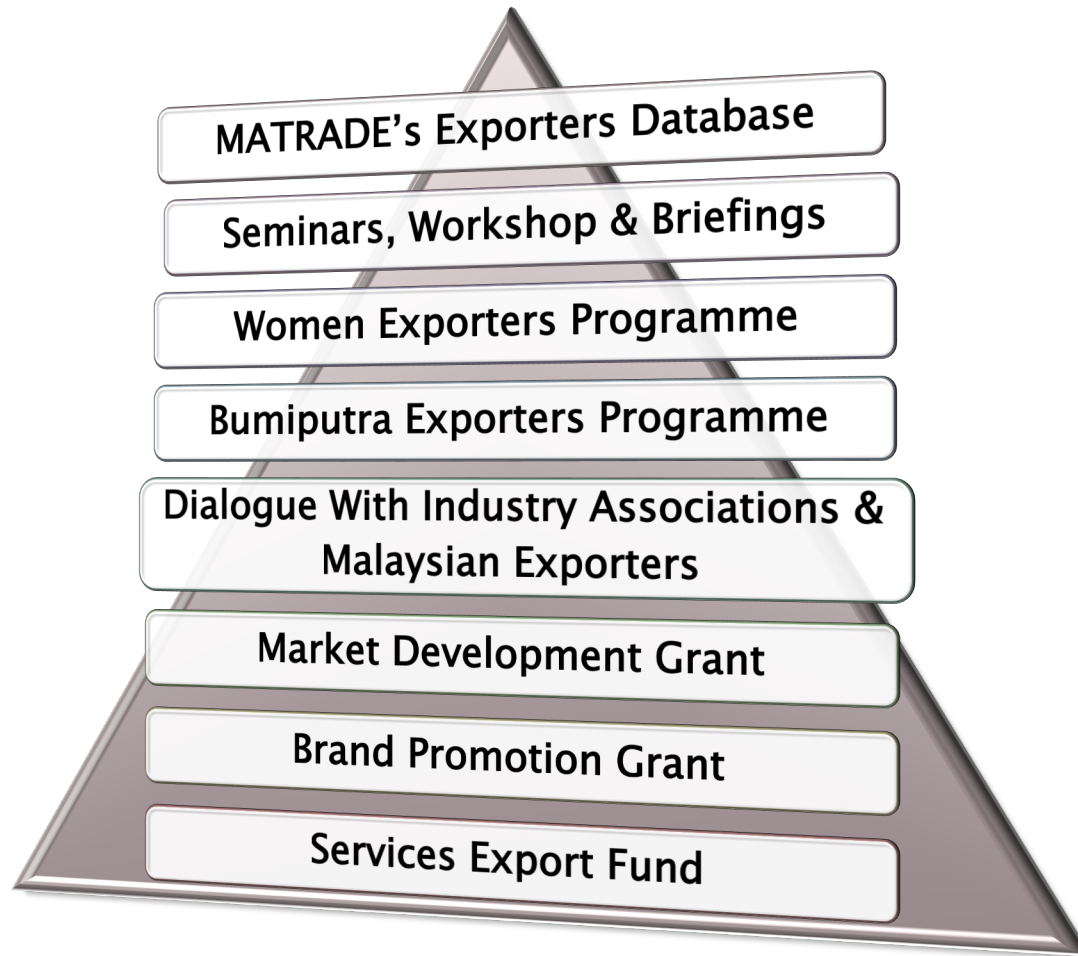 MATRADE’s Exporters Database
Seminars, Workshop & Briefings
Women Exporters Programme
Bumiputra Exporters Programme
Dialogue With Industry Associations &
Malaysian Exporters
Market Development Grant
Brand Promotion Grant
Services Export Fund